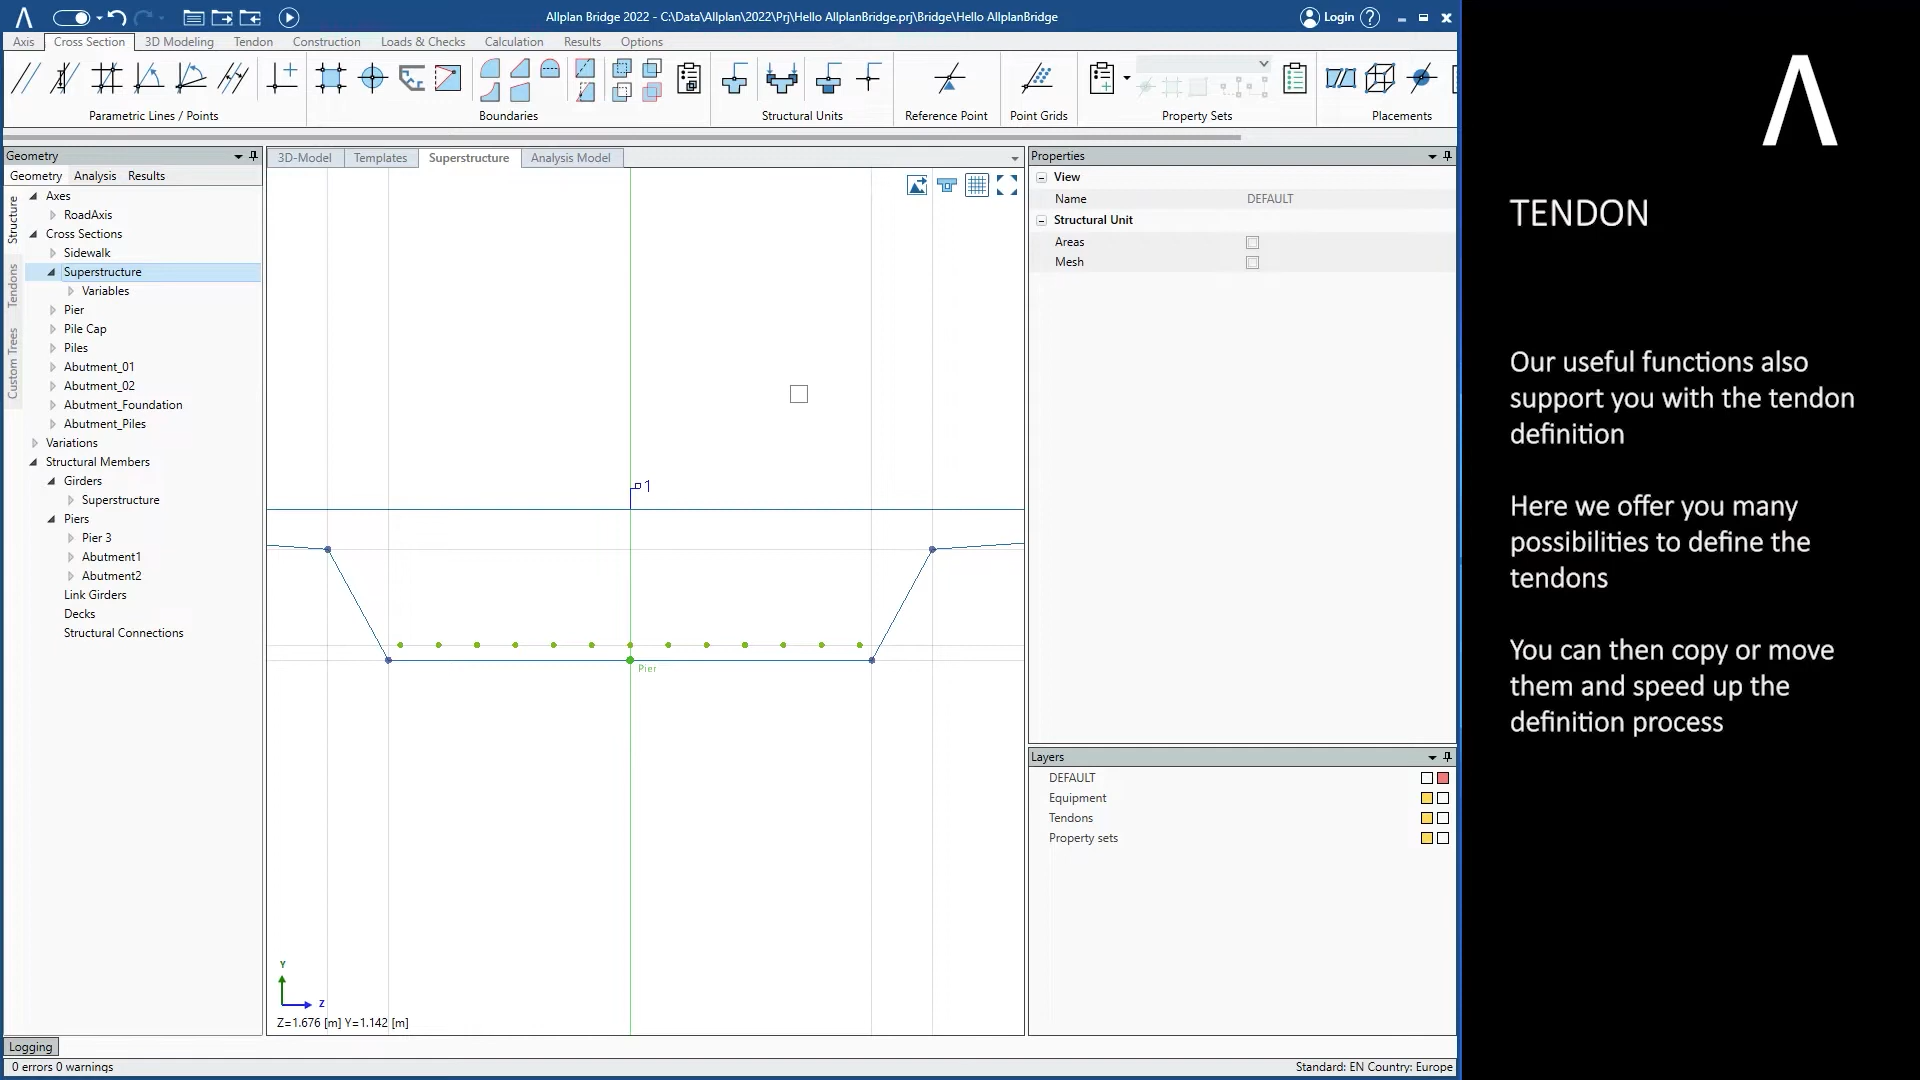 Allplan Bridge 2022 - C:\Data\Allplan\2022\Prj\Hello AllplanBridge.prj\Bridge\Hello AllplanBridge
Login
Axis
Cross Section
3D Modeling
Tendon
Construction
Loads & Checks
Calculation
Results
Options
Parametric Lines / Points
Boundaries
Structural Units
Reference Point
Point Grids
Property Sets
Placements
Geometry
Geometry
Analysis
Results
Structure
Tendons
Custom Trees
Axes
RoadAxis
Cross Sections
Sidewalk
Superstructure
Variables
Pier
Pile Cap
Piles
Abutment_01
Abutment_02
Abutment_Foundation
Abutment_Piles
Variations
Structural Members
Girders
Superstructure
Piers
Pier 3
Abutment1
Abutment2
Link Girders
Decks
Structural Connections
3D-Model
Templates
Superstructure
Analysis Model
1
Pier
Y
Z
Z=1.676 [m] Y=1.142 [m]
Properties
View
Name DEFAULT
Structural Unit
Areas
Mesh
Layers
DEFAULT
Equipment
Tendons
Property sets
Logging
0 errors 0 warnings
Standard: EN Country: Europe
TENDON
Our useful functions also
support you with the tendon
definition
Here we offer you many
possibilities to define the
tendons
You can then copy or move
them and speed up the
definition process